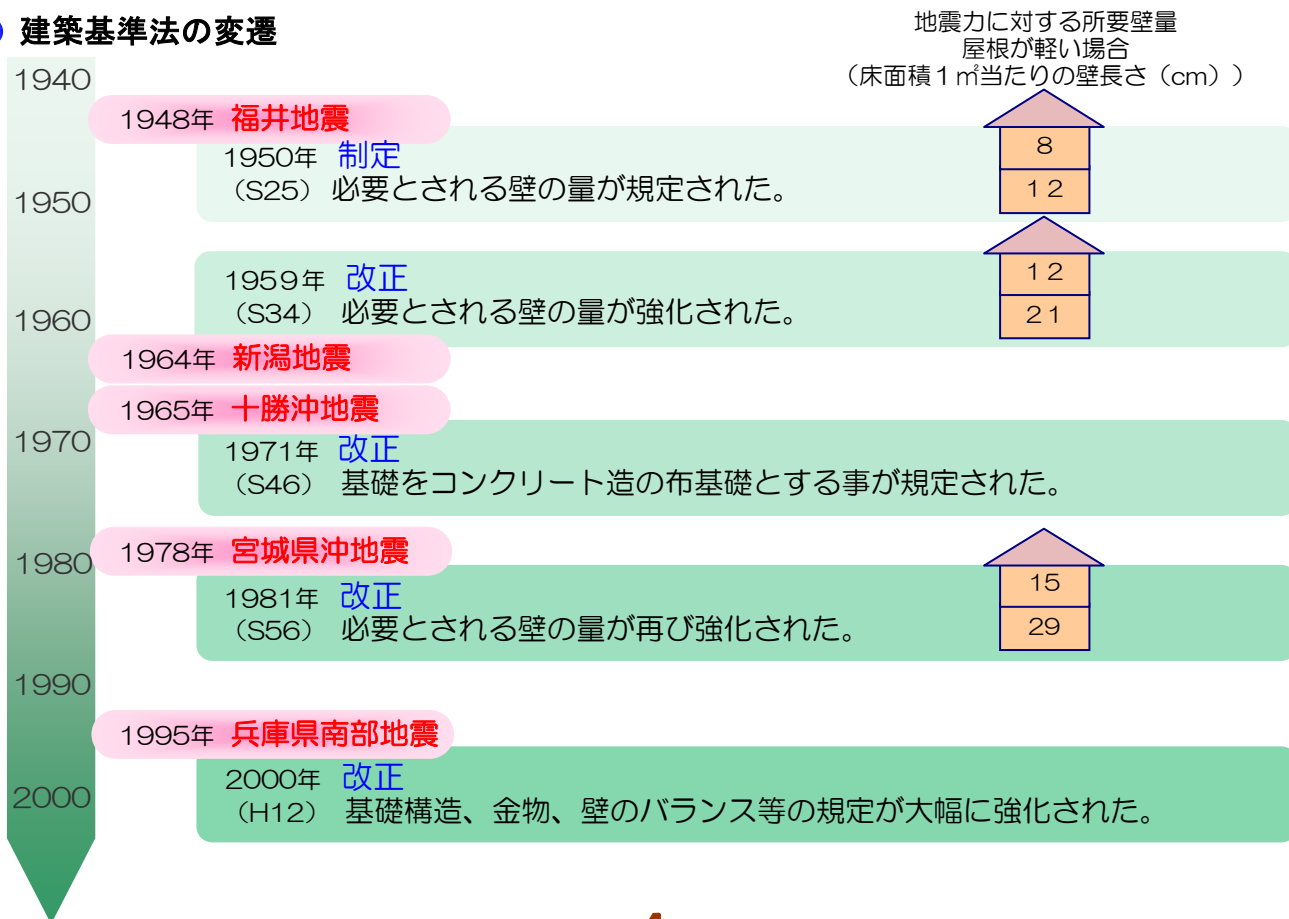 建築基準法の変遷
地震力に対する所要壁量
屋根が軽い場合
（床面積１㎡当たりの壁長さ（cm））
1940
1948年 福井地震
1950年 制定
（S25） 必要とされる壁の量が規定された。
8
12
1950
1959年 改正
（S34） 必要とされる壁の量が強化された。
12
21
1960
1964年 新潟地震
1965年 十勝沖地震
1970
1971年 改正
（S46） 基礎をコンクリート造の布基礎とする事が規定された。
1978年 宮城県沖地震
1980
1981年 改正
（S56） 必要とされる壁の量が再び強化された。
15
29
1990
1995年 兵庫県南部地震
2000年 改正
（H12） 基礎構造、金物、壁のバランス等の規定が大幅に強化された。
2000